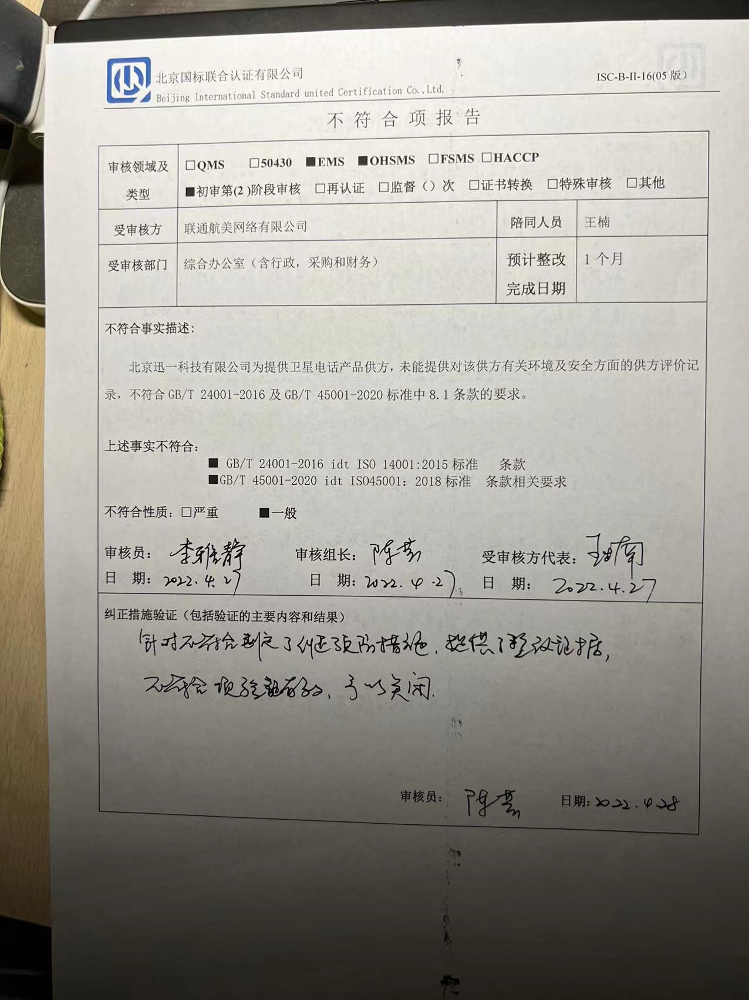 北京国标联合认证有限公司
Beijing International Standard united Certification Co.,Ltd.
ISC-B-II-16(05 版)
不符合项报告
审核领域及类型
□QMS □50430 ■EMS ■OHSMS □FSMS □HACCP
■初审第(2 )阶段审核 □再认证 □监督（）次 □证书转换 □特殊审核 □其他
受审核方 联通航美网络有限公司 陪同人员 王楠
受审核部门 综合办公室（含行政，采购和财务） 预计整改完成日期 1 个月
不符合事实描述：
北京迅一科技有限公司为提供卫星电话产品供方，未能提供对该供方有关环境及安全方面的供方评价记
录，不符合 GB/T 24001-2016 及 GB/T 45001-2020 标准中 8.1 条款的要求。
上述事实不符合：
■ GB/T 24001-2016 idt ISO 14001:2015 标准 条款
■GB/T 45001-2020 idt ISO45001：2018 标准 条款相关要求
不符合性质：□严重 ■一般
审核员： 李雅静 审核组长： 陈芸 受审核方代表： 王楠
日 期： 2022.4.27 日 期： 2022.4.27 日 期： 2022.4.27
纠正措施验证（包括验证的主要内容和结果）
针对不符合制定了纠正预防措施，提供了整改证据，
不符合项验证有效，予以关闭.
审核员： 陈芸 日期：2022.4.28